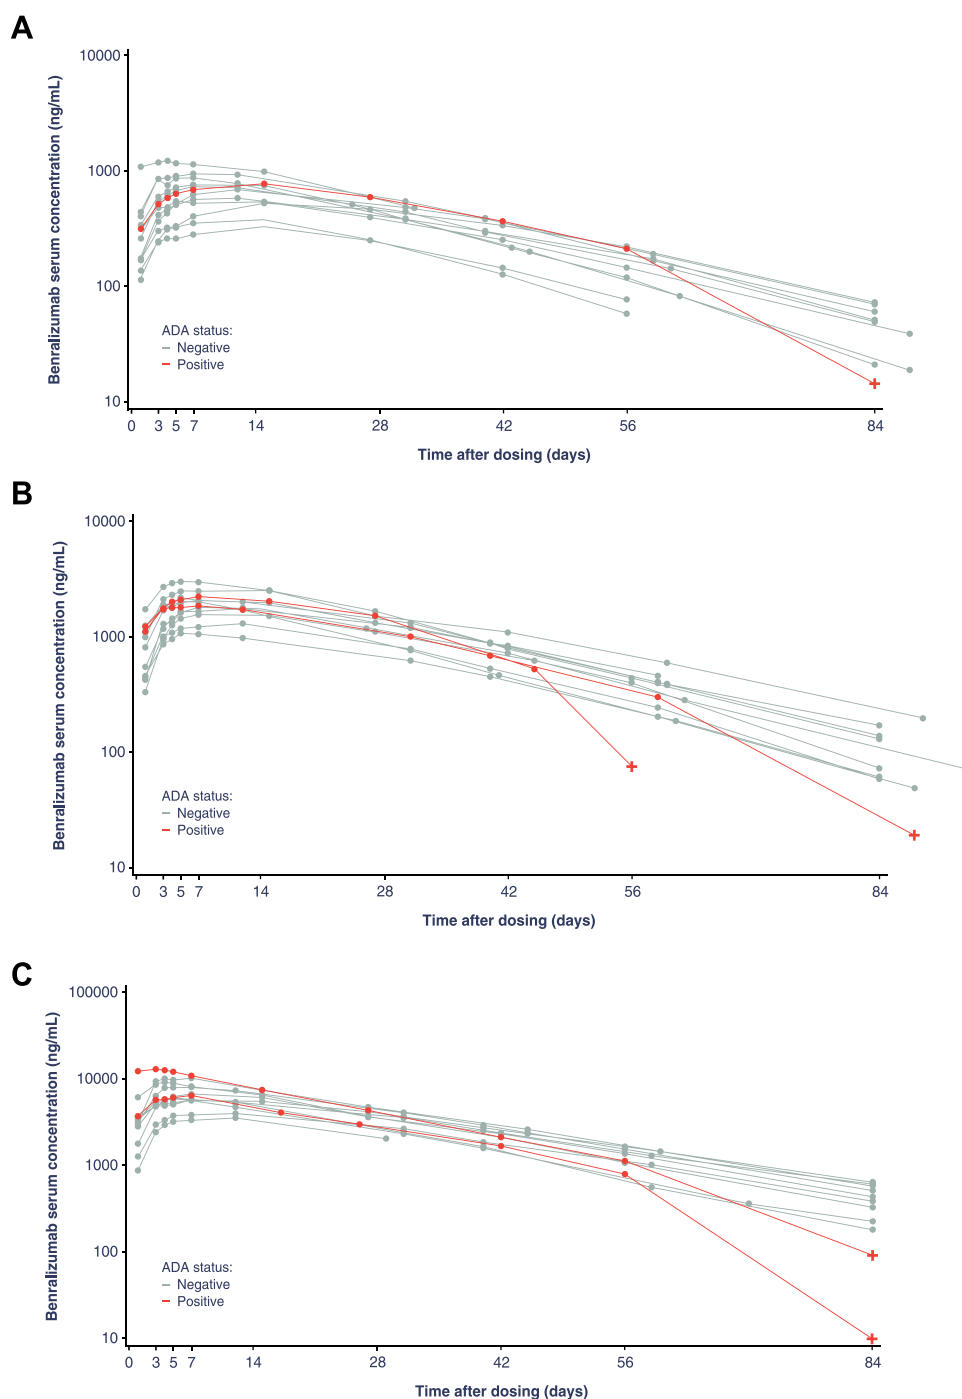 A
Benralizumab serum concentration (ng/mL)
10000
1000
100
10
ADA status:
Negative
Positive
0 3 5 7 14 28 42 56 84
Time after dosing (days)
B
Benralizumab serum concentration (ng/mL)
10000
1000
100
10
ADA status:
Negative
Positive
0 3 5 7 14 28 42 56 84
Time after dosing (days)
C
Benralizumab serum concentration (ng/mL)
100000
10000
1000
100
10
ADA status:
Negative
Positive
0 3 5 7 14 28 42 56 84
Time after dosing (days)